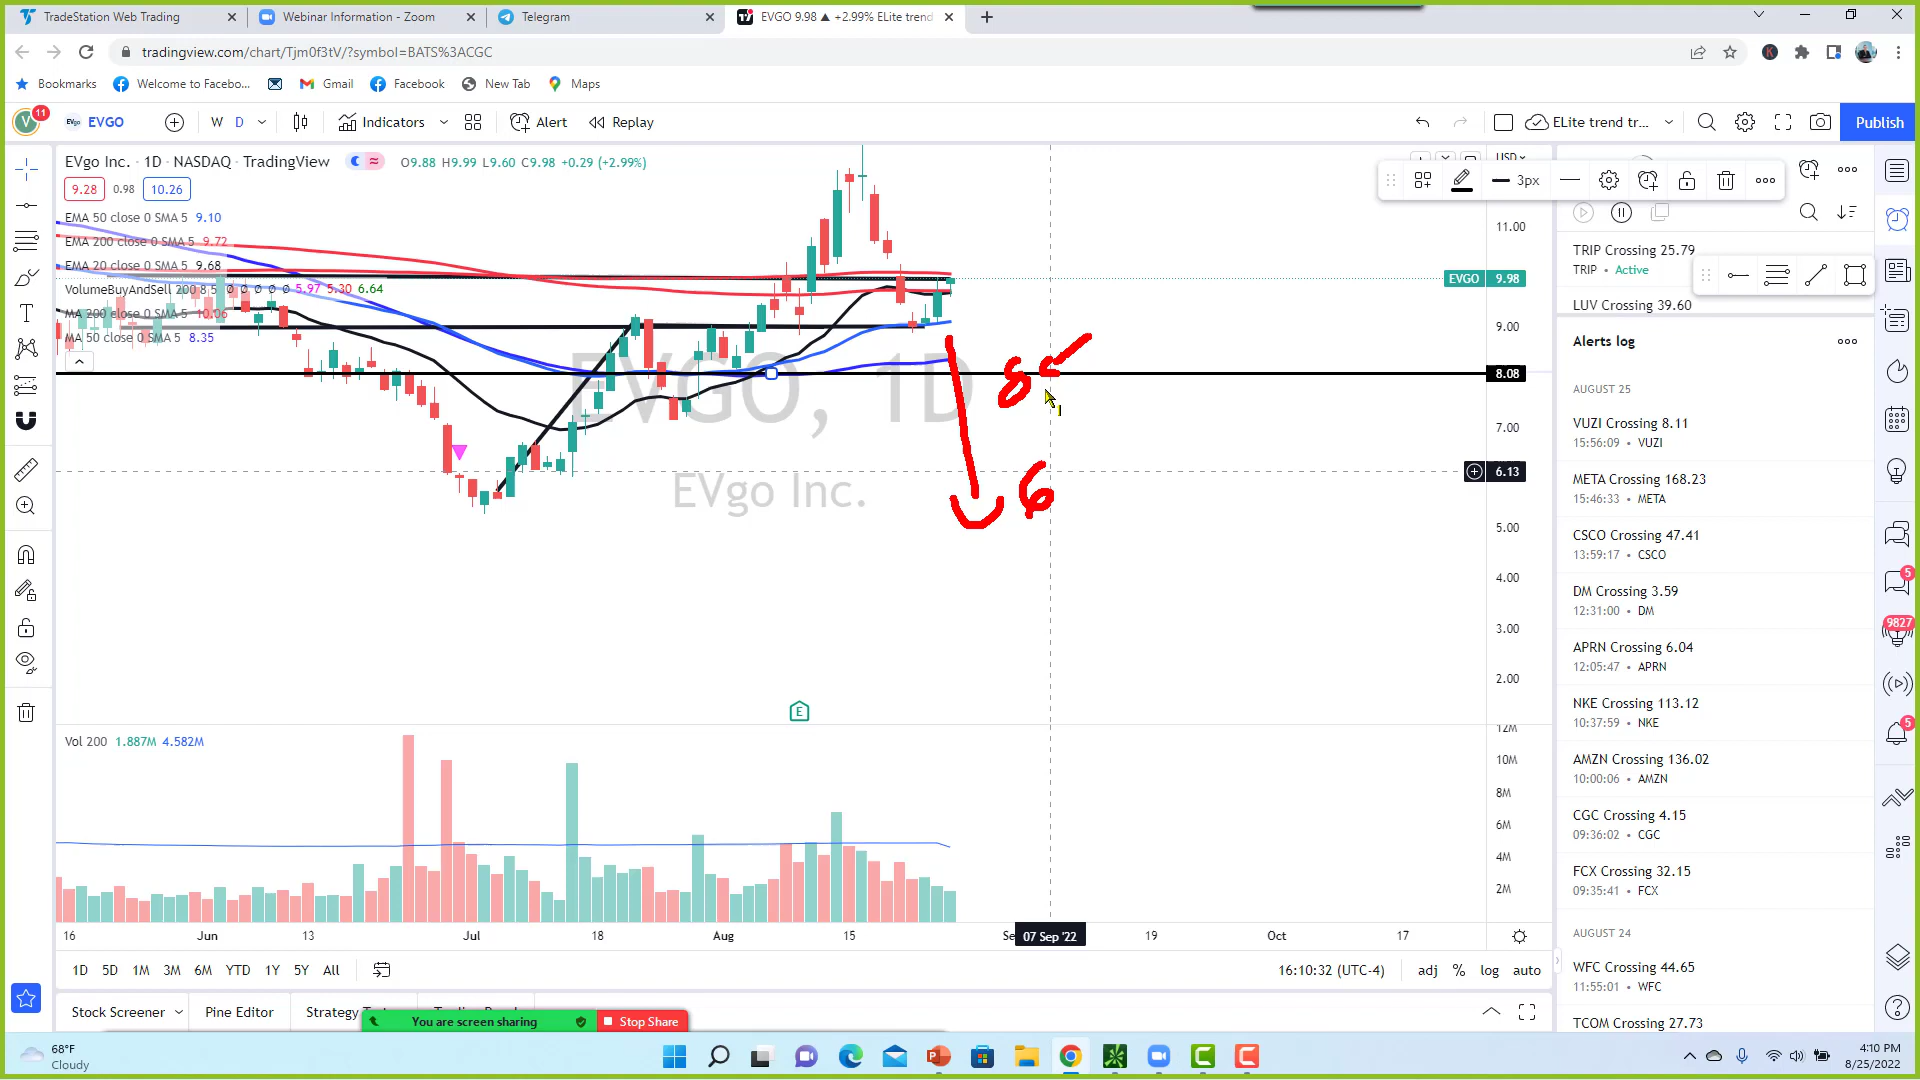 TradeStation Web Trading
Webinar Information - Zoom
Telegram
EVGO 9.98 ▲ +2.99% ELite trend
tradingview.com/chart/Tjm0f3tV/?symbol=BATS%3ACGC
Bookmarks
Welcome to Facebo...
Gmail
Facebook
New Tab
Maps
V
11
EVGO
W
D
Indicators
Alert
Replay
ELite trend tr...
Publish
EVgo Inc. · 1D · NASDAQ · TradingView
O9.88 H9.99 L9.60 C9.98 +0.29 (+2.99%)
9.28
0.98
10.26
EMA 50 close 0 SMA 5 9.10
EMA 200 close 0 SMA 5 9.72
EMA 20 close 0 SMA 5 9.68
VolumeBuyAndSell 200 8 5 ∅ ∅ ∅ ∅ ∅ 5.97 5.30 6.64
MA 200 close 0 SMA 5 10.06
MA 50 close 0 SMA 5 8.35
USD
3px
11.00
EVGO 9.98
9.00
8.08
7.00
6.13
5.00
4.00
3.00
2.00
EVGO, 1D
EVgo Inc.
8
6
E
Vol 200 1.887M 4.582M
12M
10M
8M
6M
4M
2M
16
Jun
13
Jul
18
Aug
15
Se
07 Sep '22
19
Oct
17
1D
5D
1M
3M
6M
YTD
1Y
5Y
All
16:10:32 (UTC-4)
adj
%
log
auto
Stock Screener
Pine Editor
Strategy
You are screen sharing
Stop Share
TRIP Crossing 25.79
TRIP • Active
LUV Crossing 39.60
Alerts log
AUGUST 25
VUZI Crossing 8.11
15:56:09 • VUZI
META Crossing 168.23
15:46:33 • META
CSCO Crossing 47.41
13:59:17 • CSCO
DM Crossing 3.59
12:31:00 • DM
APRN Crossing 6.04
12:05:47 • APRN
NKE Crossing 113.12
10:37:59 • NKE
AMZN Crossing 136.02
10:00:06 • AMZN
CGC Crossing 4.15
09:36:02 • CGC
FCX Crossing 32.15
09:35:41 • FCX
AUGUST 24
WFC Crossing 44.65
11:55:01 • WFC
TCOM Crossing 27.73
5
9827
5
68°F
Cloudy
4:10 PM
8/25/2022